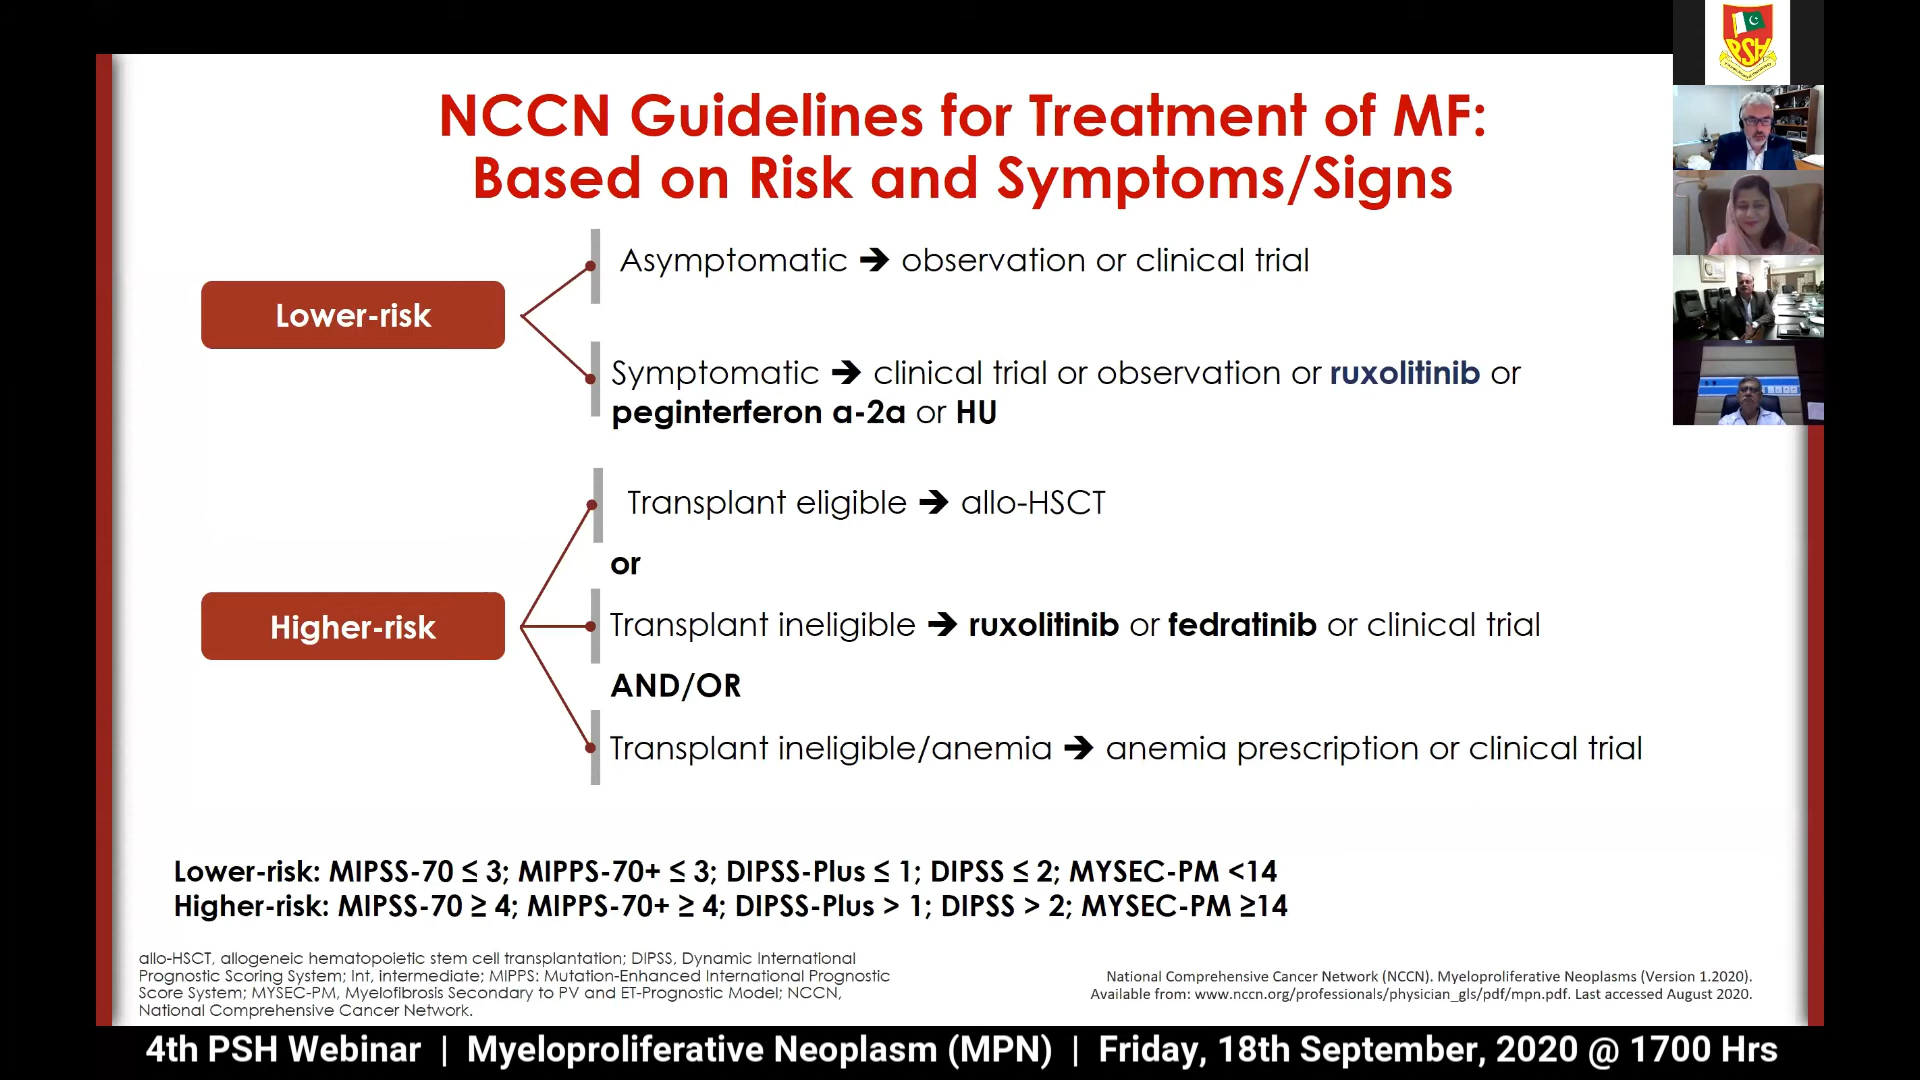 NCCN Guidelines for Treatment of MF:
Based on Risk and Symptoms/Signs
Lower-risk
Asymptomatic ➔ observation or clinical trial
Symptomatic ➔ clinical trial or observation or ruxolitinib or
peginterferon a-2a or HU
Higher-risk
Transplant eligible ➔ allo-HSCT
or
Transplant ineligible ➔ ruxolitinib or fedratinib or clinical trial
AND/OR
Transplant ineligible/anemia ➔ anemia prescription or clinical trial
Lower-risk: MIPSS-70 ≤ 3; MIPPS-70+ ≤ 3; DIPSS-Plus ≤ 1; DIPSS ≤ 2; MYSEC-PM <14
Higher-risk: MIPSS-70 ≥ 4; MIPPS-70+ ≥ 4; DIPSS-Plus > 1; DIPSS > 2; MYSEC-PM ≥14
allo-HSCT, allogeneic hematopoietic stem cell transplantation; DIPSS, Dynamic International
Prognostic Scoring System; Int, intermediate; MIPPS: Mutation-Enhanced International Prognostic
Score System; MYSEC-PM, Myelofibrosis Secondary to PV and ET-Prognostic Model; NCCN,
National Comprehensive Cancer Network.
National Comprehensive Cancer Network (NCCN). Myeloproliferative Neoplasms (Version 1.2020).
Available from: www.nccn.org/professionals/physician_gls/pdf/mpn.pdf. Last accessed August 2020.
PSH
4th PSH Webinar | Myeloproliferative Neoplasm (MPN) | Friday, 18th September, 2020 @ 1700 Hrs